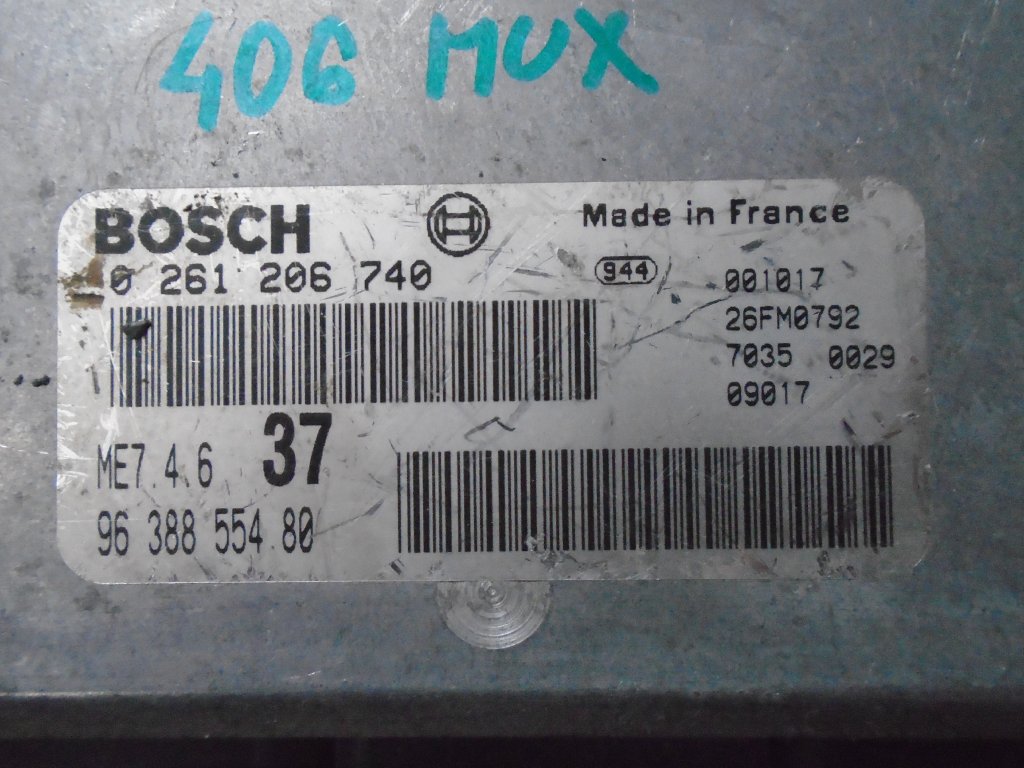 406 MUX
BOSCH
Made in France
0 261 206 740
944
001017
26FM0792
7035 0029
09017
ME7.4.6 37
96 388 554 80